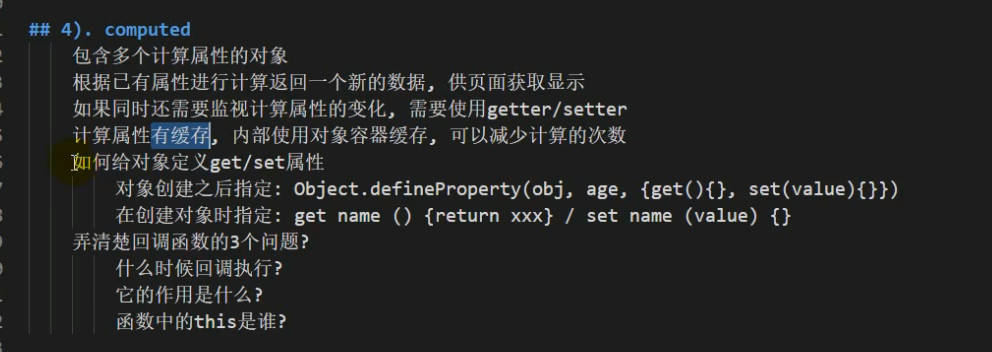 ## 4). computed
包含多个计算属性的对象
根据已有属性进行计算返回一个新的数据, 供页面获取显示
如果同时还需要监视计算属性的变化, 需要使用getter/setter
计算属性有缓存, 内部使用对象容器缓存, 可以减少计算的次数
如何给对象定义get/set属性
对象创建之后指定: Object.defineProperty(obj, age, {get(){}, set(value){}})
在创建对象时指定: get name () {return xxx} / set name (value) {}
弄清楚回调函数的3个问题?
什么时候回调执行?
它的作用是什么?
函数中的this是谁?